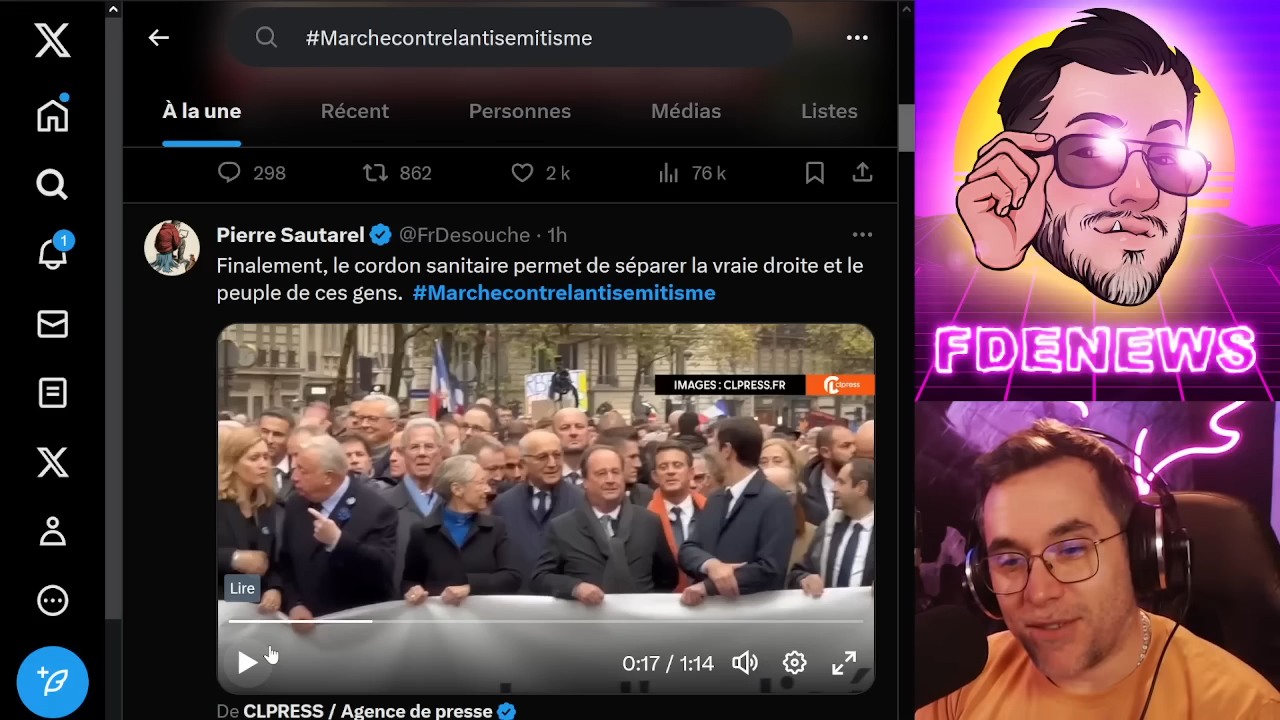 #Marchecontrelantisemitisme
À la une
Récent
Personnes
Médias
Listes
298
862
2 k
76 k
1
Pierre Sautarel @FrDesouche · 1h
Finalement, le cordon sanitaire permet de séparer la vraie droite et le
peuple de ces gens. #Marchecontrelantisemitisme
IMAGES : CLPRESS.FR
clpress
Lire
0:17 / 1:14
De CLPRESS / Agence de presse
FDENEWS